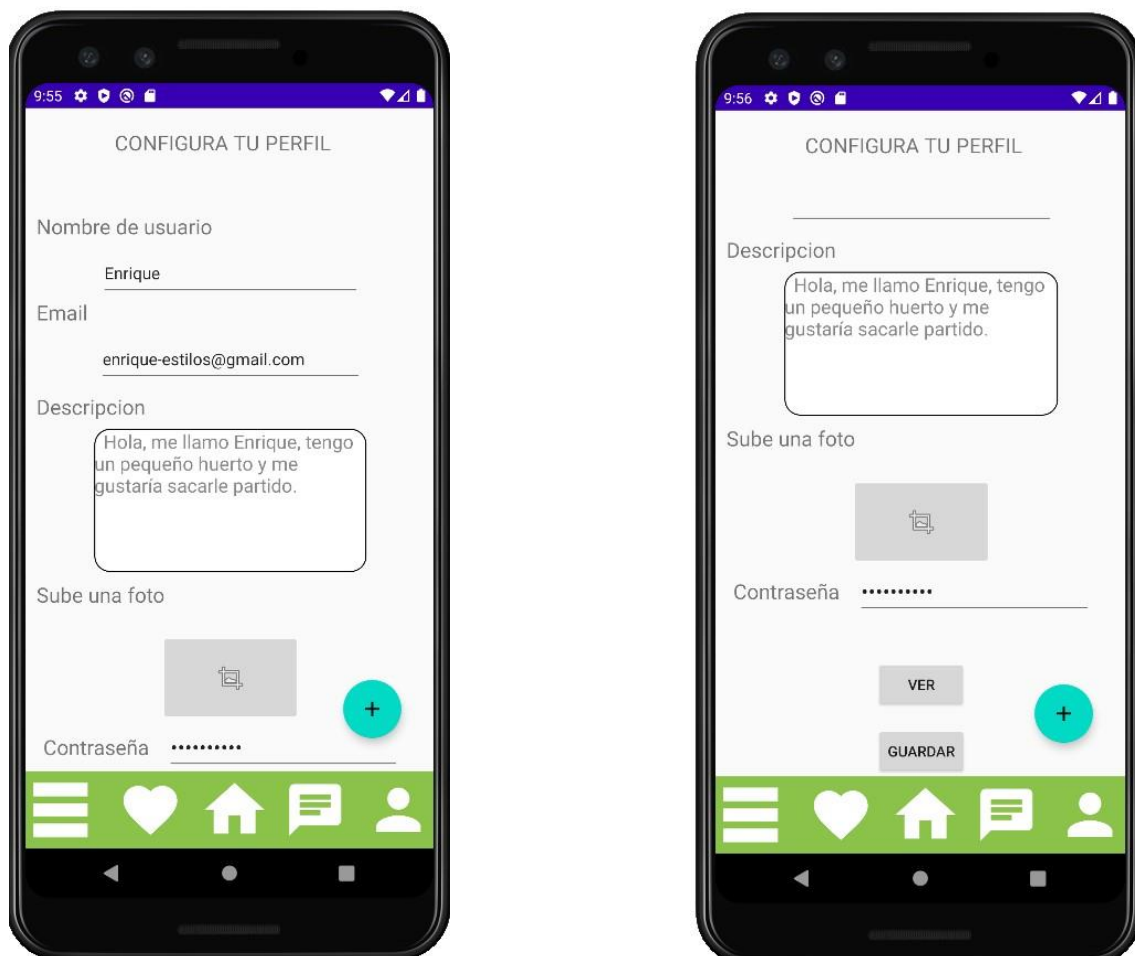 9:55
CONFIGURA TU PERFIL
Nombre de usuario
Enrique
Email
enrique-estilos@gmail.com
Descripcion
Hola, me llamo Enrique, tengo
un pequeño huerto y me
gustaría sacarle partido.
Sube una foto
+
Contraseña ••••••••••
9:56
CONFIGURA TU PERFIL
Descripcion
Hola, me llamo Enrique, tengo
un pequeño huerto y me
gustaría sacarle partido.
Sube una foto
Contraseña ••••••••••
VER
+
GUARDAR